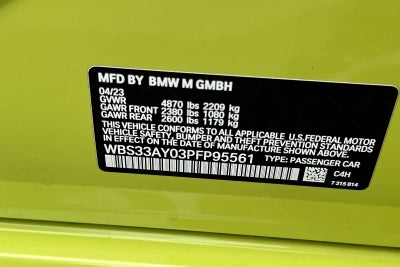 MFD BY BMW M GMBH
04/23
GVWR 4870 lbs 2209 kg
GAWR FRONT 2380 lbs 1080 kg
GAWR REAR 2600 lbs 1179 kg
THIS VEHICLE CONFORMS TO ALL APPLICABLE U.S.FEDERAL MOTOR
VEHICLE SAFETY, BUMPER, AND THEFT PREVENTION STANDARDS
IN EFFECT ON THE DATE OF MANUFACTURE SHOWN ABOVE.
WBS33AY03PFP95561 TYPE: PASSENGER CAR
C4H
7 315 914